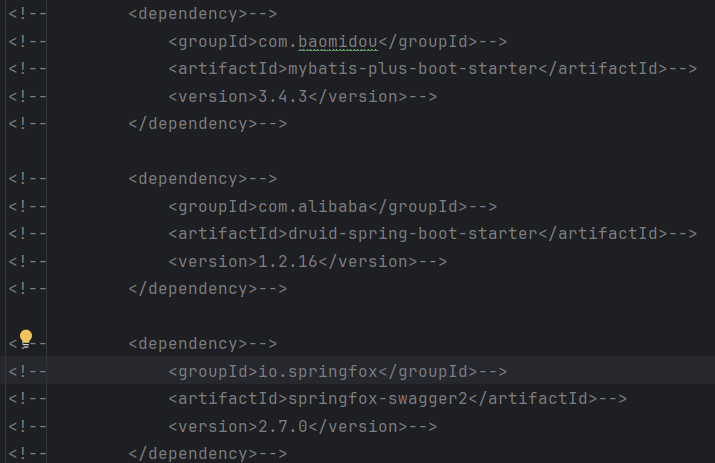 <!--        <dependency>-->
<!--            <groupId>com.baomidou</groupId>-->
<!--            <artifactId>mybatis-plus-boot-starter</artifactId>-->
<!--            <version>3.4.3</version>-->
<!--        </dependency>-->
<!--        <dependency>-->
<!--            <groupId>com.alibaba</groupId>-->
<!--            <artifactId>druid-spring-boot-starter</artifactId>-->
<!--            <version>1.2.16</version>-->
<!--        </dependency>-->
<!--        <dependency>-->
<!--            <groupId>io.springfox</groupId>-->
<!--            <artifactId>springfox-swagger2</artifactId>-->
<!--            <version>2.7.0</version>-->
<!--        </dependency>-->